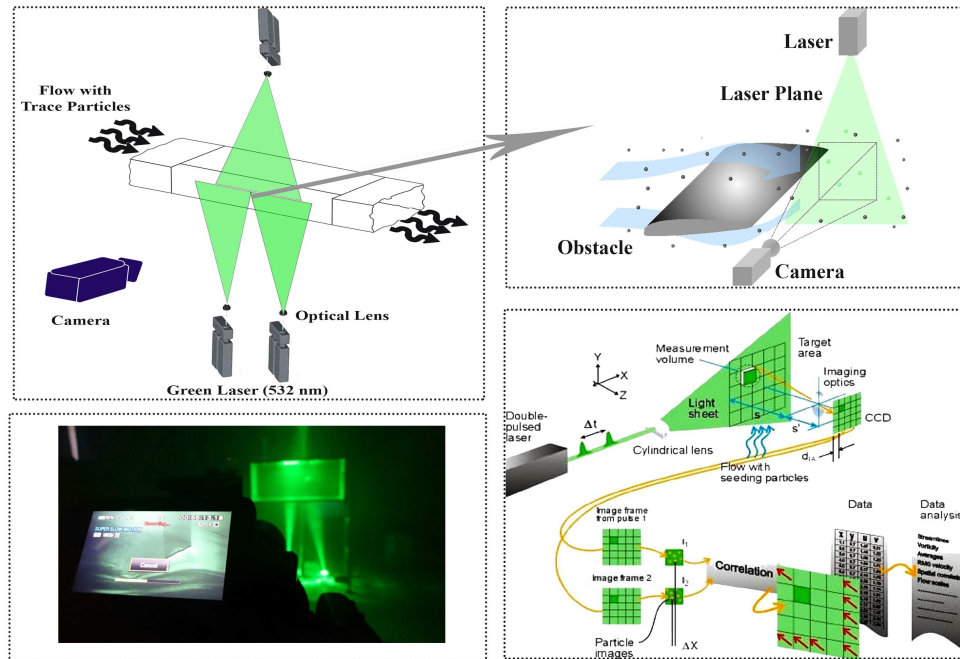 Flow with
Trace Particles
Camera
Optical Lens
Green Laser (532 nm)
Laser
Laser Plane
Obstacle
Camera
SUPER SLOW MOTION
Cancel
Y
X
Z
Measurement
volume
Target
area
Imaging
optics
Light
sheet
s
s'
CCD
Double-
pulsed
laser
Δt
Cylindrical lens
Flow with
seeding particles
Image frame
from pulse 1
Image frame 2
Particle
images
ΔX
Correlation
Data
x y u v
Data
analysis
Streamlines
Vorticity
Averages
RMS velocity
Spatial correlat
Flow scales